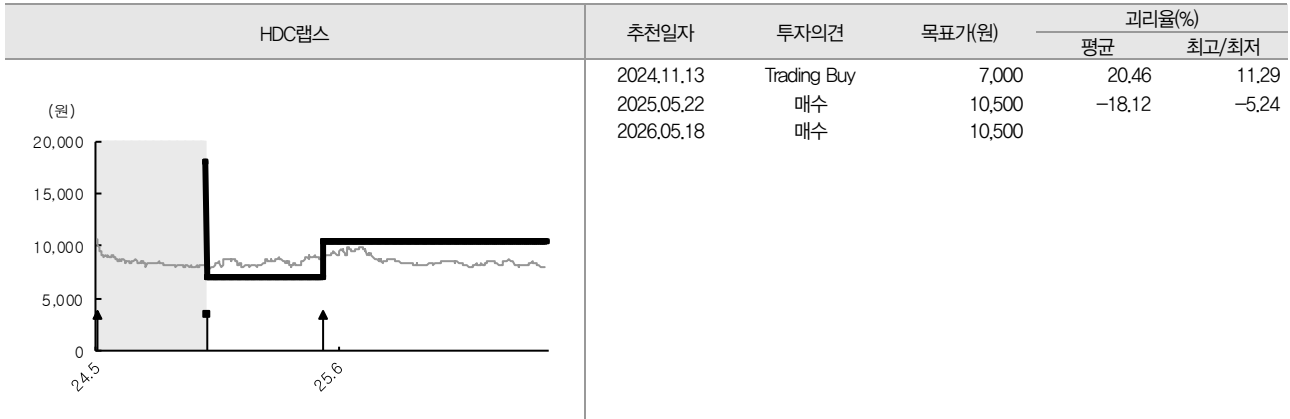 HDC랩스 추천일자 투자의견 목표가(원) 괴리율(%)
평균 최고/최저
2024.11.13 Trading Buy 7,000 20.46 11.29
2025.05.22 매수 10,500 −18.12 −5.24
2026.05.18 매수 10,500
(원)
20,000
15,000
10,000
5,000
0
24.5 25.6